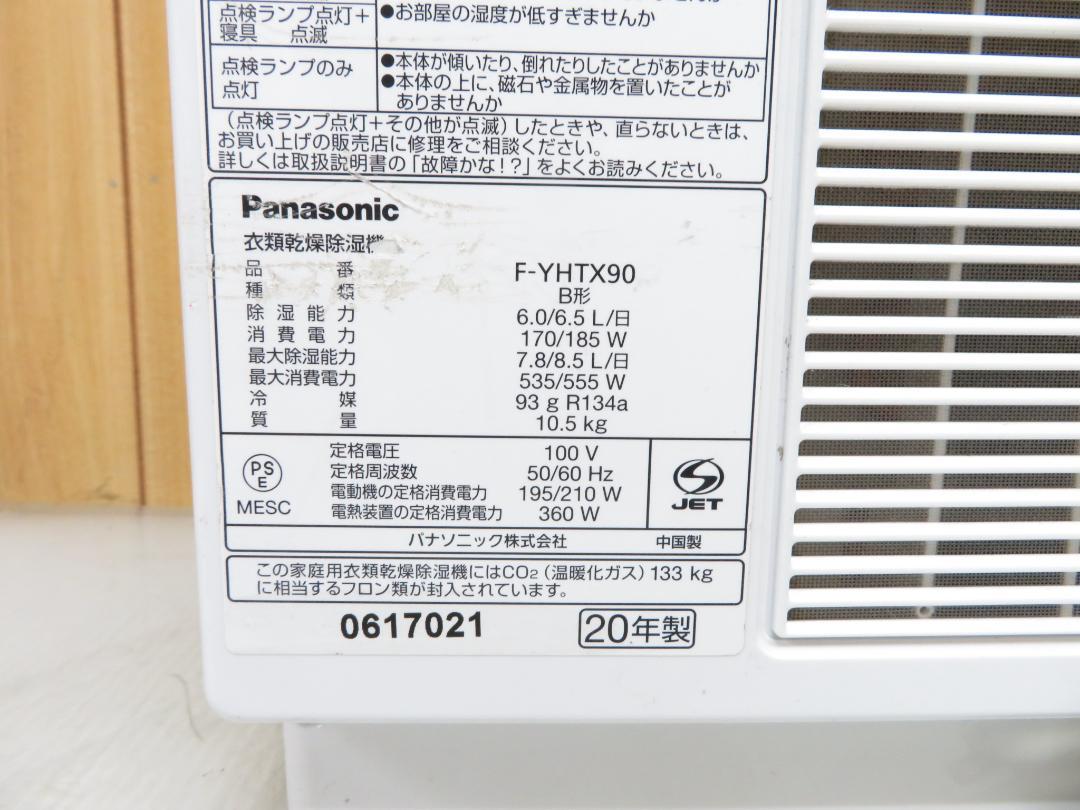 点検ランプ点灯＋
寝具 点滅
●お部屋の湿度が低すぎませんか
点検ランプのみ
点灯
●本体が傾いたり、倒れたりしたことがありませんか
●本体の上に、磁石や金属物を置いたことが
ありませんか
（点検ランプ点灯＋その他が点滅）したときや、直らないときは、
お買い上げの販売店に修理をご相談ください。
詳しくは取扱説明書の「故障かな!?」をよくお読みください。
Panasonic
衣類乾燥除湿機
品番 F-YHTX90
種類 B形
除湿能力 6.0/6.5 L/日
消費電力 170/185 W
最大除湿能力 7.8/8.5 L/日
最大消費電力 535/555 W
冷媒 93 g R134a
質量 10.5 kg
PS
E
MESC
定格電圧 100 V
定格周波数 50/60 Hz
電動機の定格消費電力 195/210 W
電熱装置の定格消費電力 360 W
JET
パナソニック株式会社 中国製
この家庭用衣類乾燥除湿機にはCO2（温暖化ガス）133 kg
に相当するフロン類が封入されています。
0617021 20年製